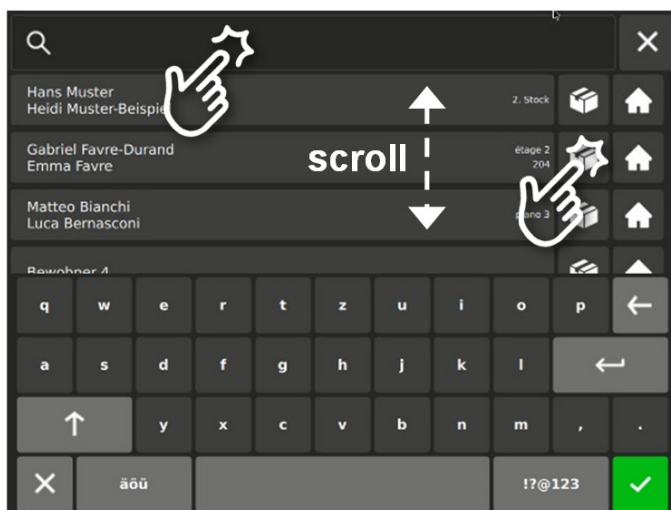 Hans Muster
Heidi Muster-Beispiel
2. Stock
Gabriel Favre-Durand
Emma Favre
étage 2
204
scroll
Matteo Bianchi
Luca Bernasconi
piano 3
Bewohner 4
q w e r t z u i o p
a s d f g h j k l
y x c v b n m , .
äöü !?@123